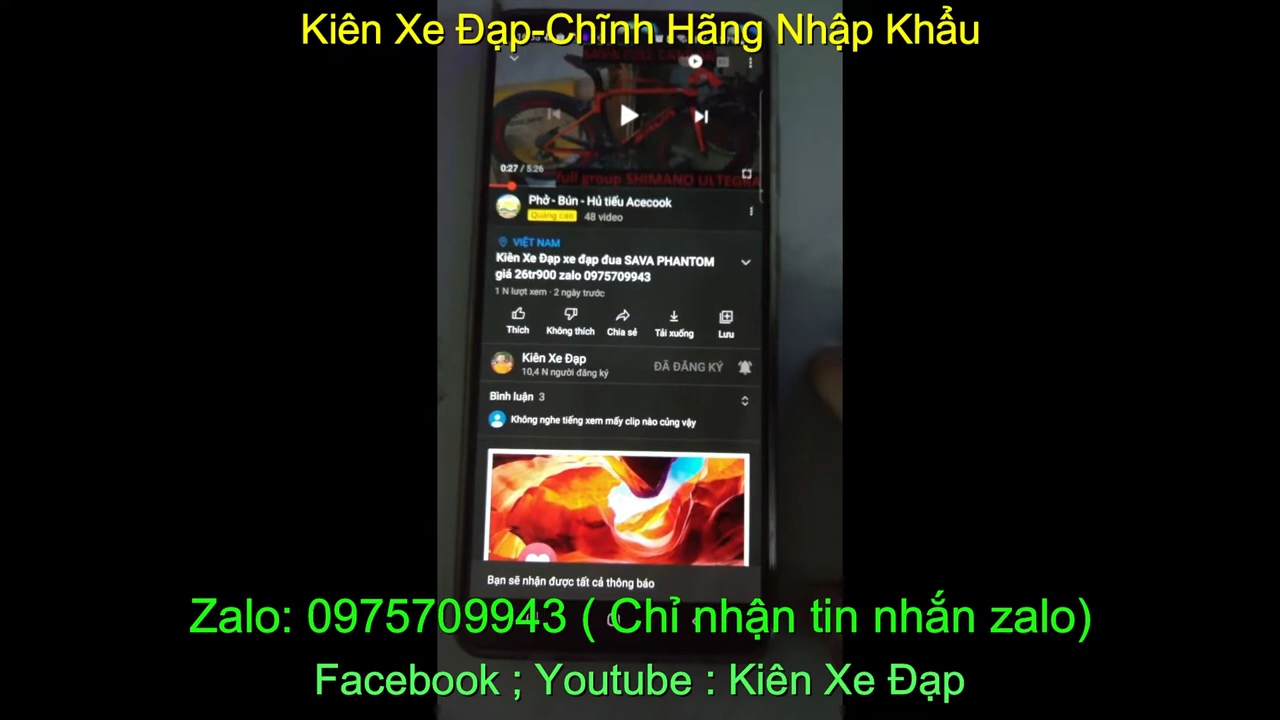 Kiên Xe Đạp-Chĩnh Hãng Nhập Khẩu
0:27 / 5:26
full group SHIMANO ULTEGRA
Phở - Bún - Hủ tiếu Acecook
Quảng cáo 48 video
VIỆT NAM
Kiên Xe Đạp xe đạp đua SAVA PHANTOM
giá 26tr900 zalo 0975709943
1 N lượt xem · 2 ngày trước
Thích Không thích Chia sẻ Tải xuống Lưu
Kiên Xe Đạp
10,4 N người đăng ký
ĐÃ ĐĂNG KÝ
Bình luận 3
Không nghe tiếng xem mấy clip nào củng vậy
Bạn sẽ nhận được tất cả thông báo
Zalo: 0975709943 ( Chỉ nhận tin nhắn zalo)
Facebook ; Youtube : Kiên Xe Đạp